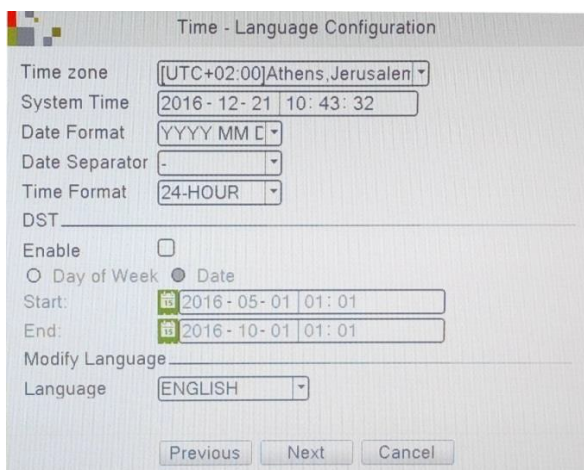 Time - Language Configuration
Time zone [UTC+02:00]Athens,Jerusalen
System Time 2016 - 12 - 21 10 : 43 : 32
Date Format YYYY MM D
Date Separator -
Time Format 24-HOUR
DST
Enable
Day of Week Date
Start: 15 2016 - 05 - 01 01 : 01
End: 15 2016 - 10 - 01 01 : 01
Modify Language
Language ENGLISH
Previous Next Cancel